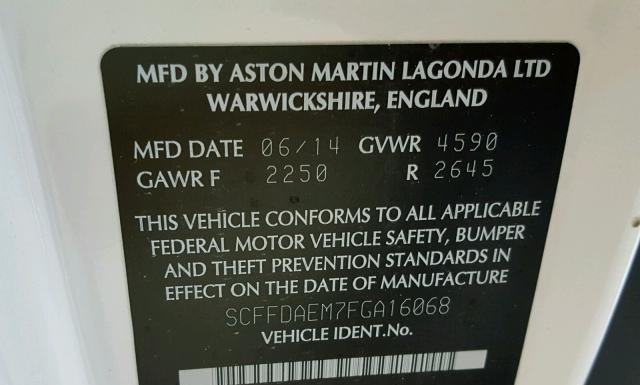 MFD BY ASTON MARTIN LAGONDA LTD
WARWICKSHIRE, ENGLAND
MFD DATE 06/14 GVWR 4590
GAWR F 2250 R 2645
THIS VEHICLE CONFORMS TO ALL APPLICABLE
FEDERAL MOTOR VEHICLE SAFETY, BUMPER
AND THEFT PREVENTION STANDARDS IN
EFFECT ON THE DATE OF MANUFACTURE
SCFFDAEM7FGA16068
VEHICLE IDENT.No.